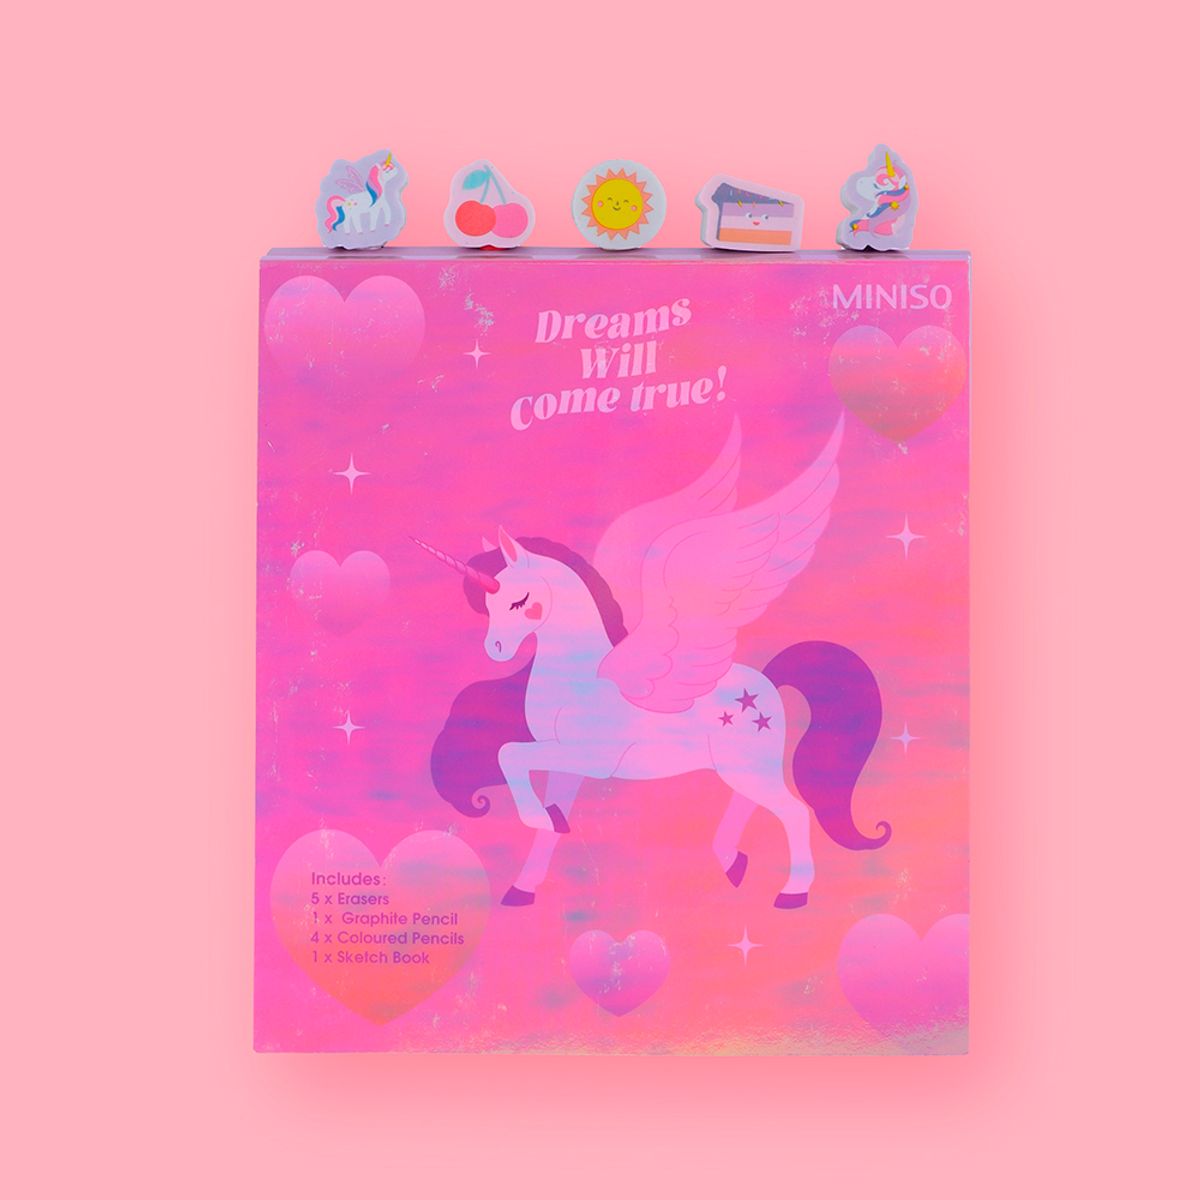 MINISO
Dreams
Will
Come true!
Includes:
5 x Erasers
1 x Graphite Pencil
4 x Coloured Pencils
1 x Sketch Book